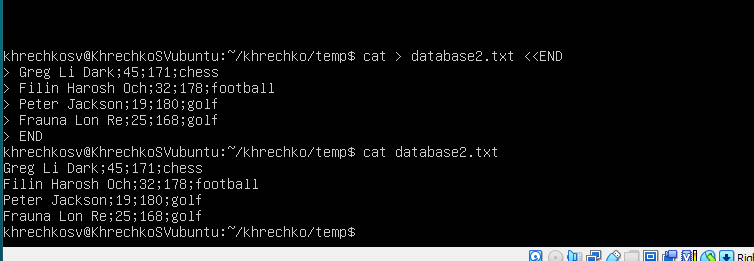 khrechkosv@KhrechkoSVubuntu:~/khrechko/temp$ cat > database2.txt <<END
> Greg Li Dark;45;171;chess
> Filin Harosh Och;32;178;football
> Peter Jackson;19;180;golf
> Frauna Lon Re;25;168;golf
> END
khrechkosv@KhrechkoSVubuntu:~/khrechko/temp$ cat database2.txt
Greg Li Dark;45;171;chess
Filin Harosh Och;32;178;football
Peter Jackson;19;180;golf
Frauna Lon Re;25;168;golf
khrechkosv@KhrechkoSVubuntu:~/khrechko/temp$